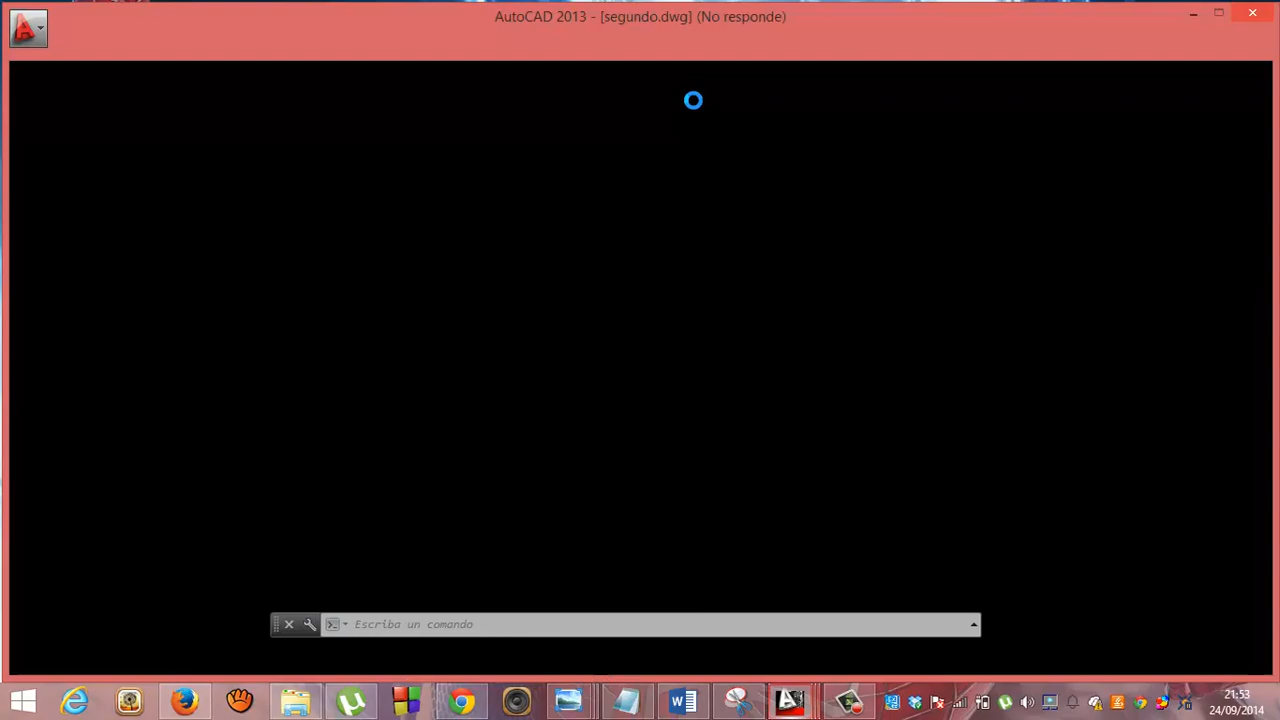 AutoCAD 2013 - [segundo.dwg] (No responde)
Escriba un comando
21:53
24/09/2014